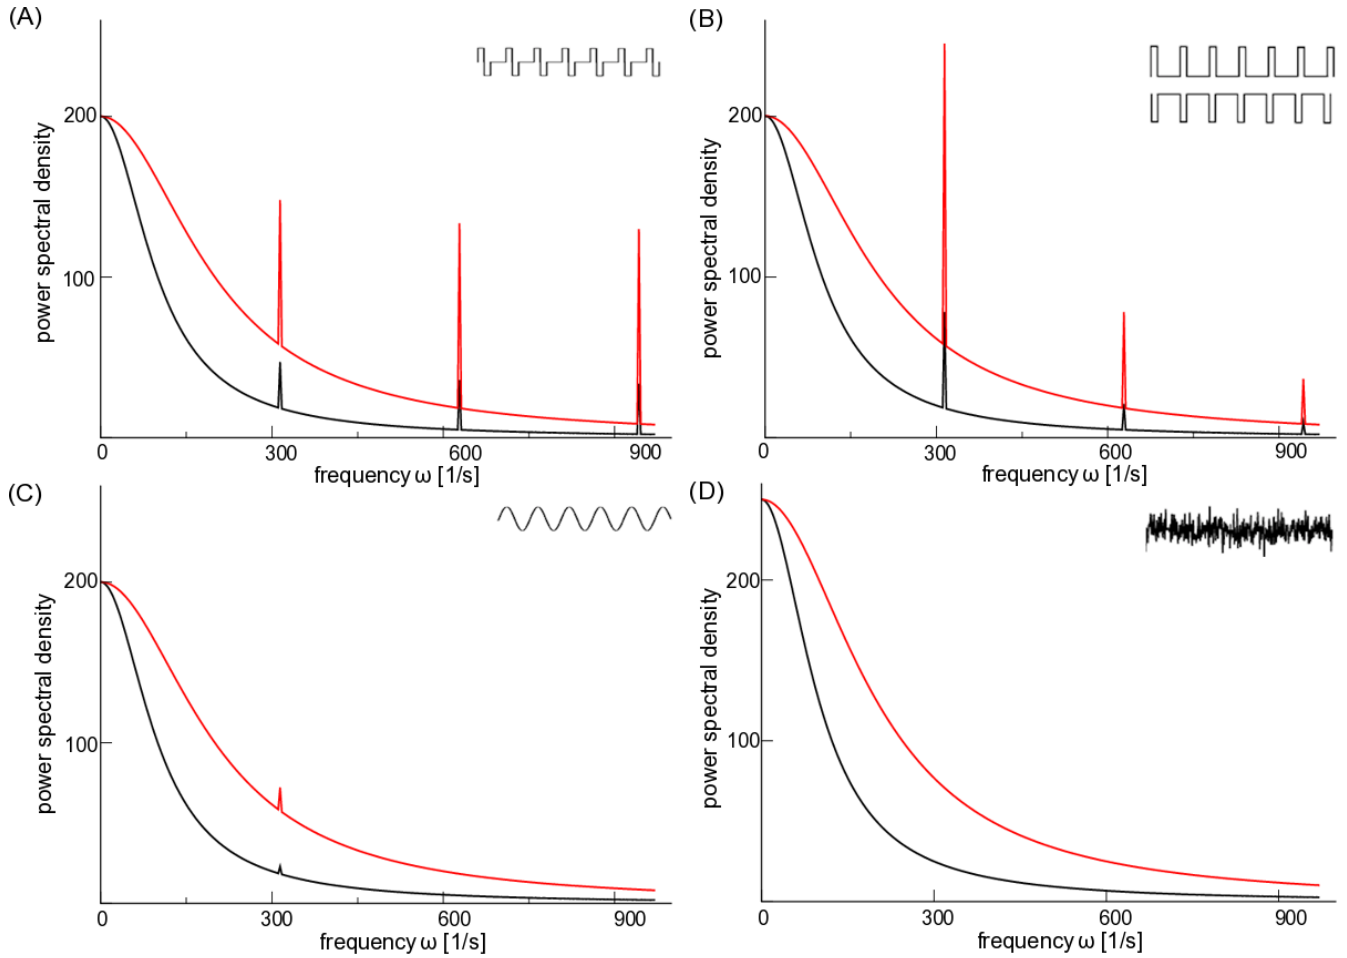 (A)
power spectral density
200
100
0
300
600
900
frequency ω [1/s]
(B)
power spectral density
200
100
0
300
600
900
frequency ω [1/s]
(C)
power spectral density
200
100
0
300
600
900
frequency ω [1/s]
(D)
power spectral density
200
100
0
300
600
900
frequency ω [1/s]